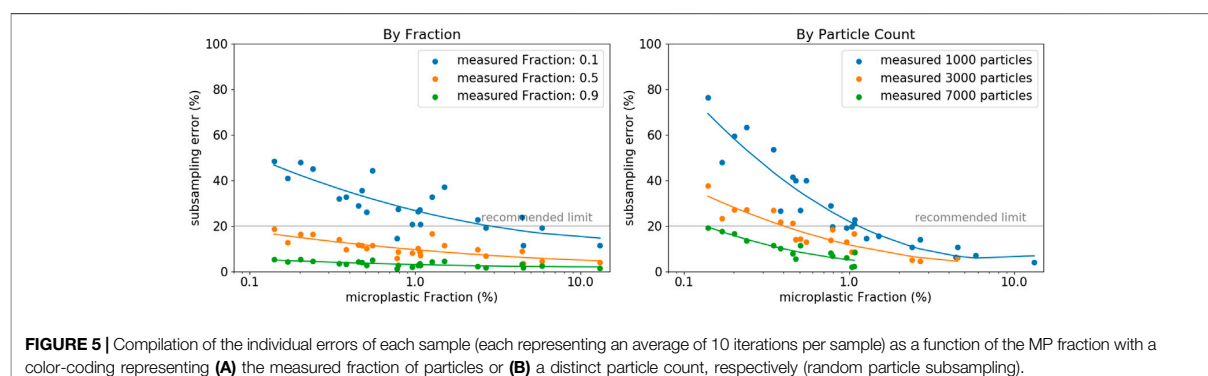 By Fraction
100
80
60
40
20
0
subsampling error (%)
measured Fraction: 0.1
measured Fraction: 0.5
measured Fraction: 0.9
recommended limit
0.1 1.0 10.0
microplastic Fraction (%)
By Particle Count
100
80
60
40
20
0
subsampling error (%)
measured 1000 particles
measured 3000 particles
measured 7000 particles
recommended limit
0.1 1.0 10.0
microplastic Fraction (%)
FIGURE 5 | Compilation of the individual errors of each sample (each representing an average of 10 iterations per sample) as a function of the MP fraction with a
color-coding representing (A) the measured fraction of particles or (B) a distinct particle count, respectively (random particle subsampling).